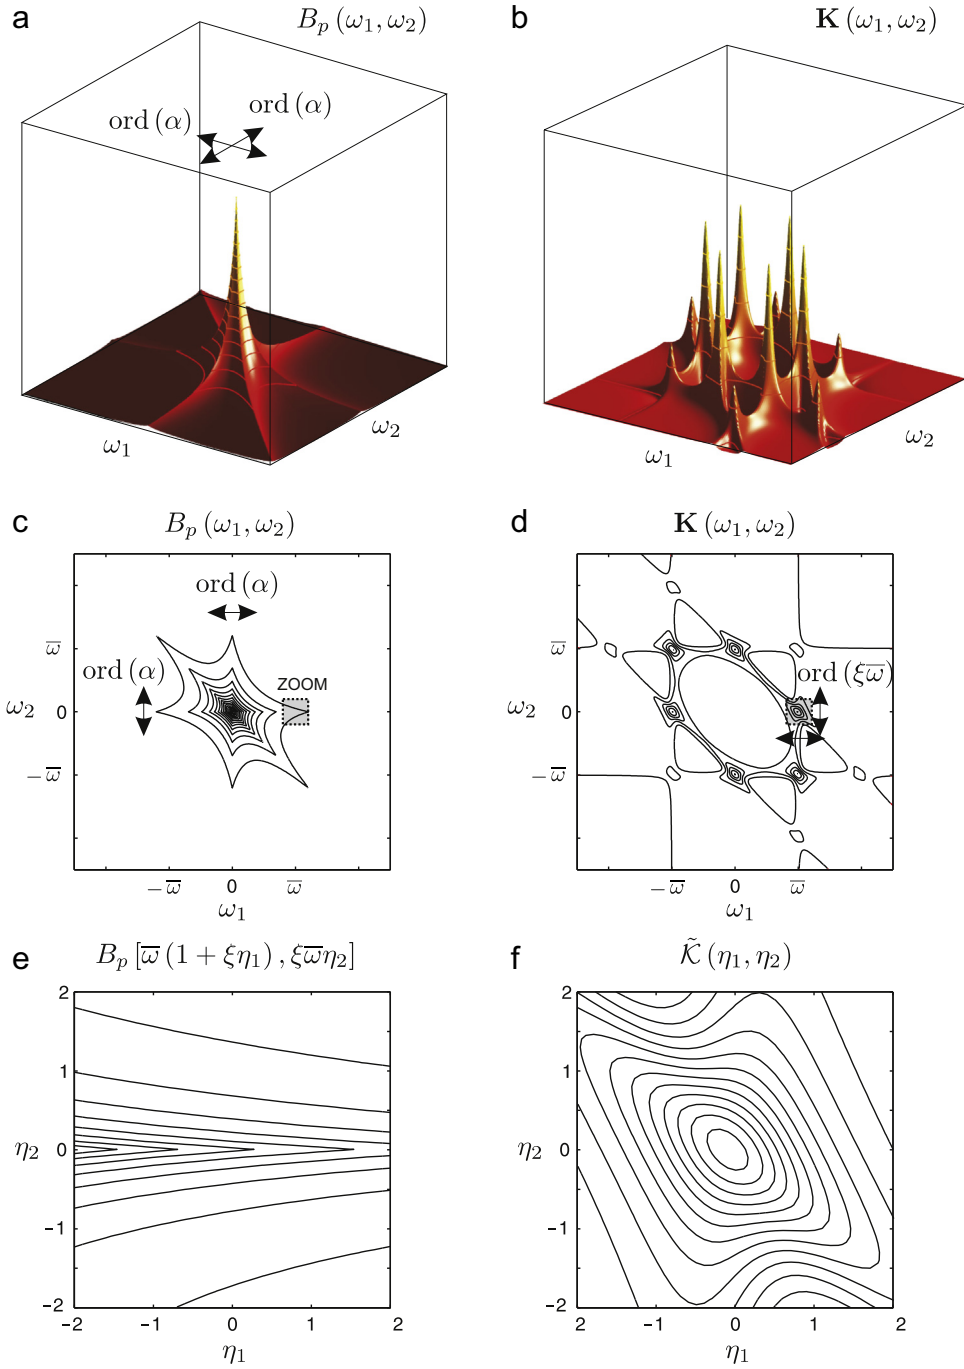 a
B_p (ω₁, ω₂)
ord (α)
ord (α)
ω₁
ω₂
b
K (ω₁, ω₂)
ω₁
ω₂
c
B_p (ω₁, ω₂)
ord (α)
ord (α)
ZOOM
ω̅
ω₂ 0
−ω̅
−ω̅ 0 ω̅
ω₁
d
K (ω₁, ω₂)
ord (ξω̅)
ω̅
ω₂ 0
−ω̅
−ω̅ 0 ω̅
ω₁
e
B_p [ω̅ (1 + ξη₁) , ξω̅η₂]
2
1
η₂ 0
-1
-2
-2 -1 0 1 2
η₁
f
𝒦̃ (η₁, η₂)
2
1
η₂ 0
-1
-2
-2 -1 0 1 2
η₁